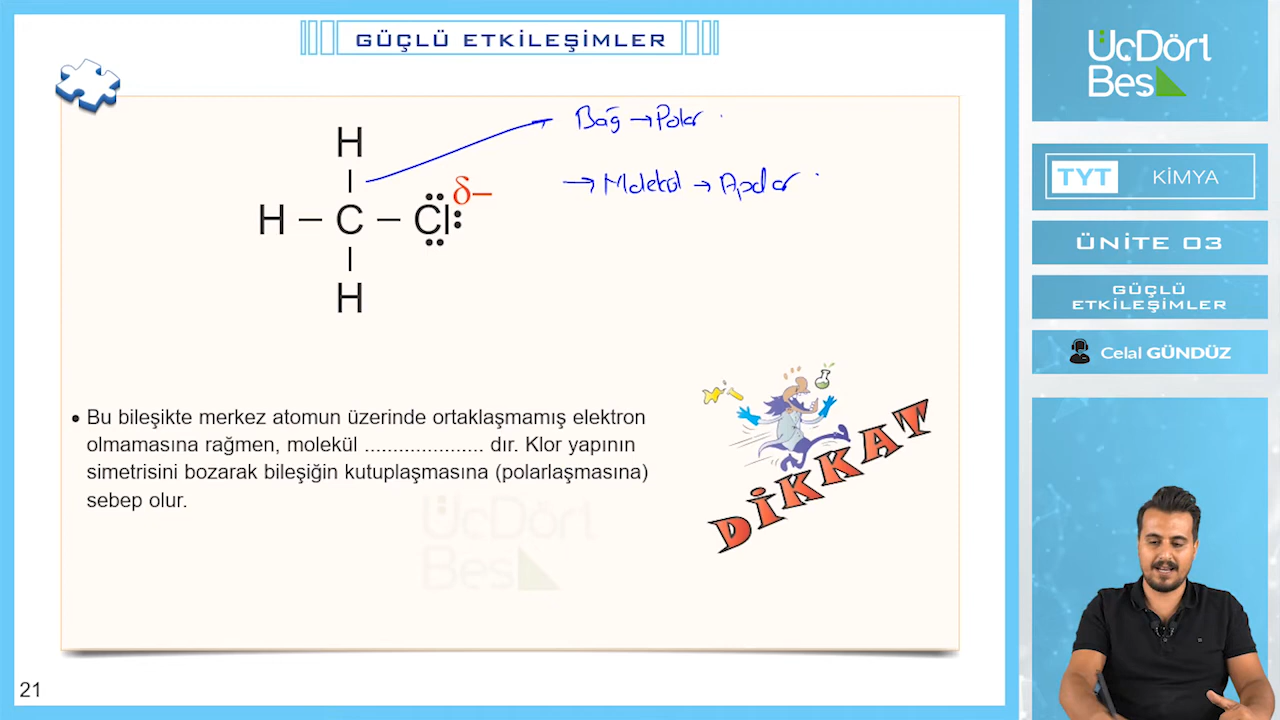 GÜÇLÜ ETKİLEŞİMLER
H
H – C – Cl δ–
H
Bağ → Polar
→ Molekül → Apolar
• Bu bileşikte merkez atomun üzerinde ortaklaşmamış elektron
olmamasına rağmen, molekül ..................... dır. Klor yapının
simetrisini bozarak bileşiğin kutuplaşmasına (polarlaşmasına)
sebep olur.
DİKKAT
ÜçDört
Beş
21
ÜçDört
Beş
TYT KİMYA
ÜNİTE 03
GÜÇLÜ
ETKİLEŞİMLER
Celal GÜNDÜZ